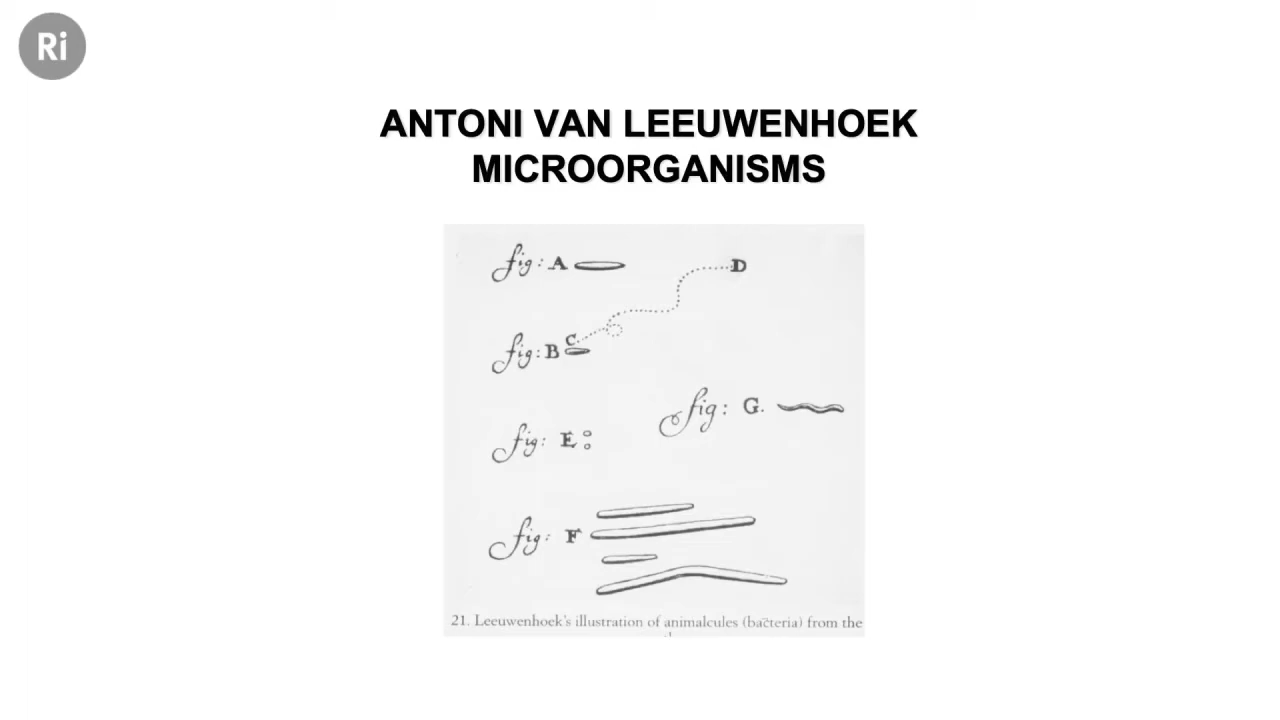 Ri
ANTONI VAN LEEUWENHOEK
MICROORGANISMS
fig: A
D
fig: B
C.
fig: G.
fig: E
fig: F
21. Leeuwenhoek's illustration of animalcules (bacteria) from the